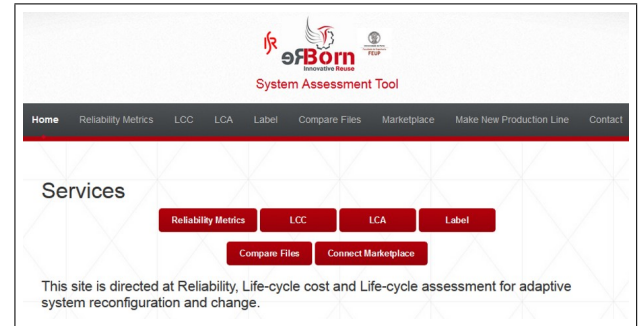 reBorn
Innovative Reuse
FEUP
System Assessment Tool
Home Reliability Metrics LCC LCA Label Compare Files Marketplace Make New Production Line Contact
Services
Reliability Metrics LCC LCA Label
Compare Files Connect Marketplace
This site is directed at Reliability, Life-cycle cost and Life-cycle assessment for adaptive
system reconfiguration and change.